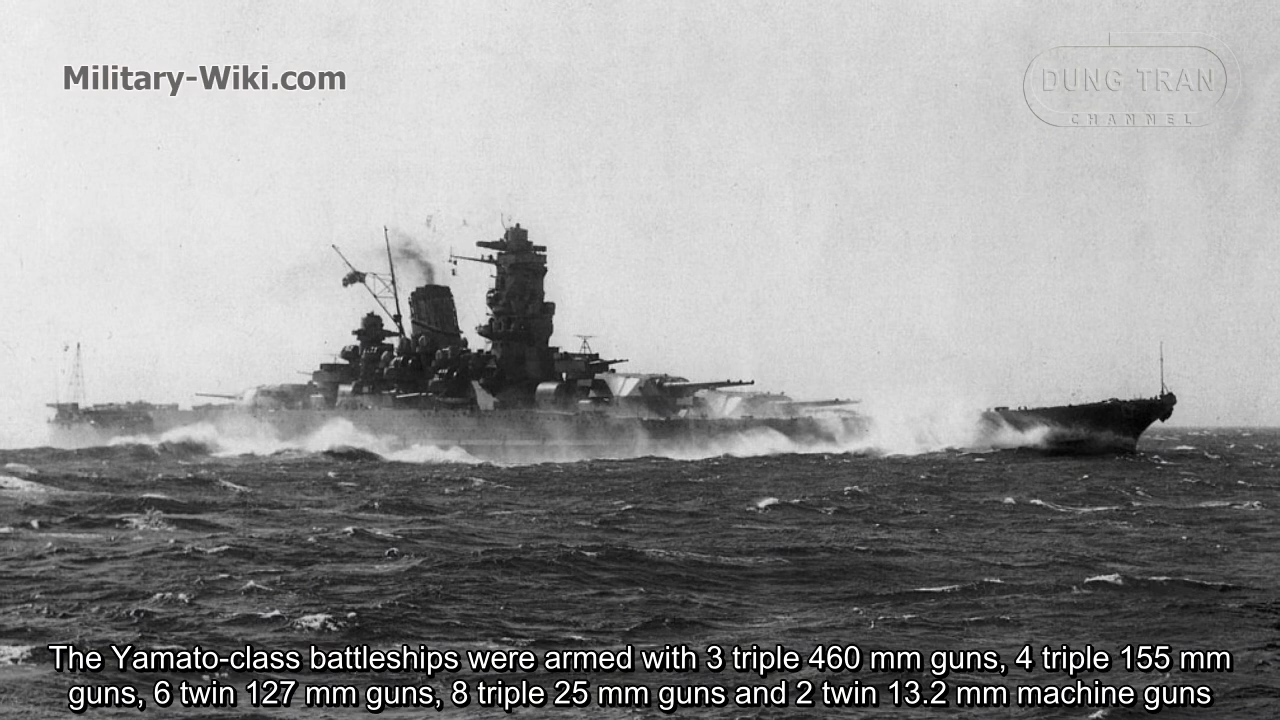 Military-Wiki.com
DUNG TRAN
CHANNEL
The Yamato-class battleships were armed with 3 triple 460 mm guns, 4 triple 155 mm
guns, 6 twin 127 mm guns, 8 triple 25 mm guns and 2 twin 13.2 mm machine guns